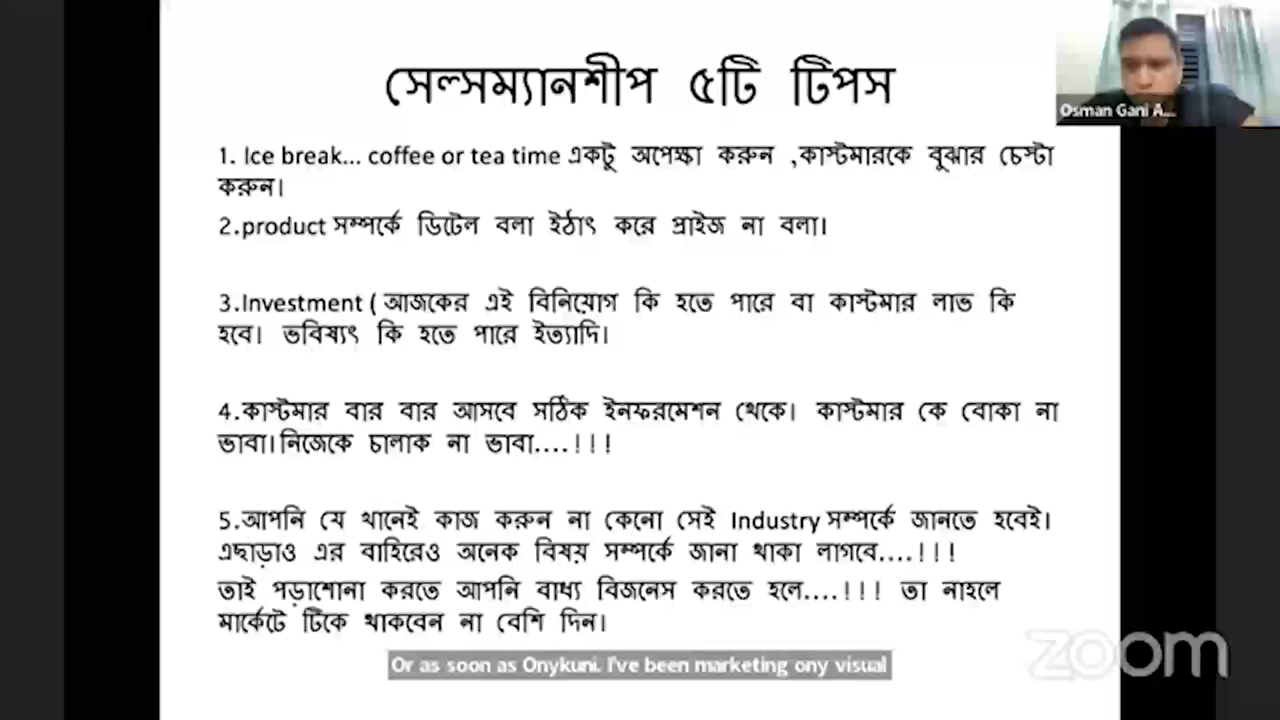 সেল্সম্যানশীপ ৫টি টিপস
Osman Gani A...
1. Ice break... coffee or tea time একটু অপেক্ষা করুন ,কাস্টমারকে বুঝার চেস্টা
করুন।
2.product সম্পর্কে ডিটেল বলা ইঠাৎ করে প্রাইজ না বলা।
3.Investment ( আজকের এই বিনিয়োগ কি হতে পারে বা কাস্টমার লাভ কি
হবে। ভবিষ্যৎ কি হতে পারে ইত্যাদি।
4.কাস্টমার বার বার আসবে সঠিক ইনফরমেশন থেকে। কাস্টমার কে বোকা না
ভাবা।নিজেকে চালাক না ভাবা....!!!
5.আপনি যে খানেই কাজ করুন না কেনো সেই Industry সম্পর্কে জানতে হবেই।
এছাড়াও এর বাহিরেও অনেক বিষয় সম্পর্কে জানা থাকা লাগবে....!!!
তাই পড়াশোনা করতে আপনি বাধ্য বিজনেস করতে হলে....!!! তা নাহলে
মার্কেটে টিকে থাকবেন না বেশি দিন।
Or as soon as Onykuni. I've been marketing ony visual
zoom